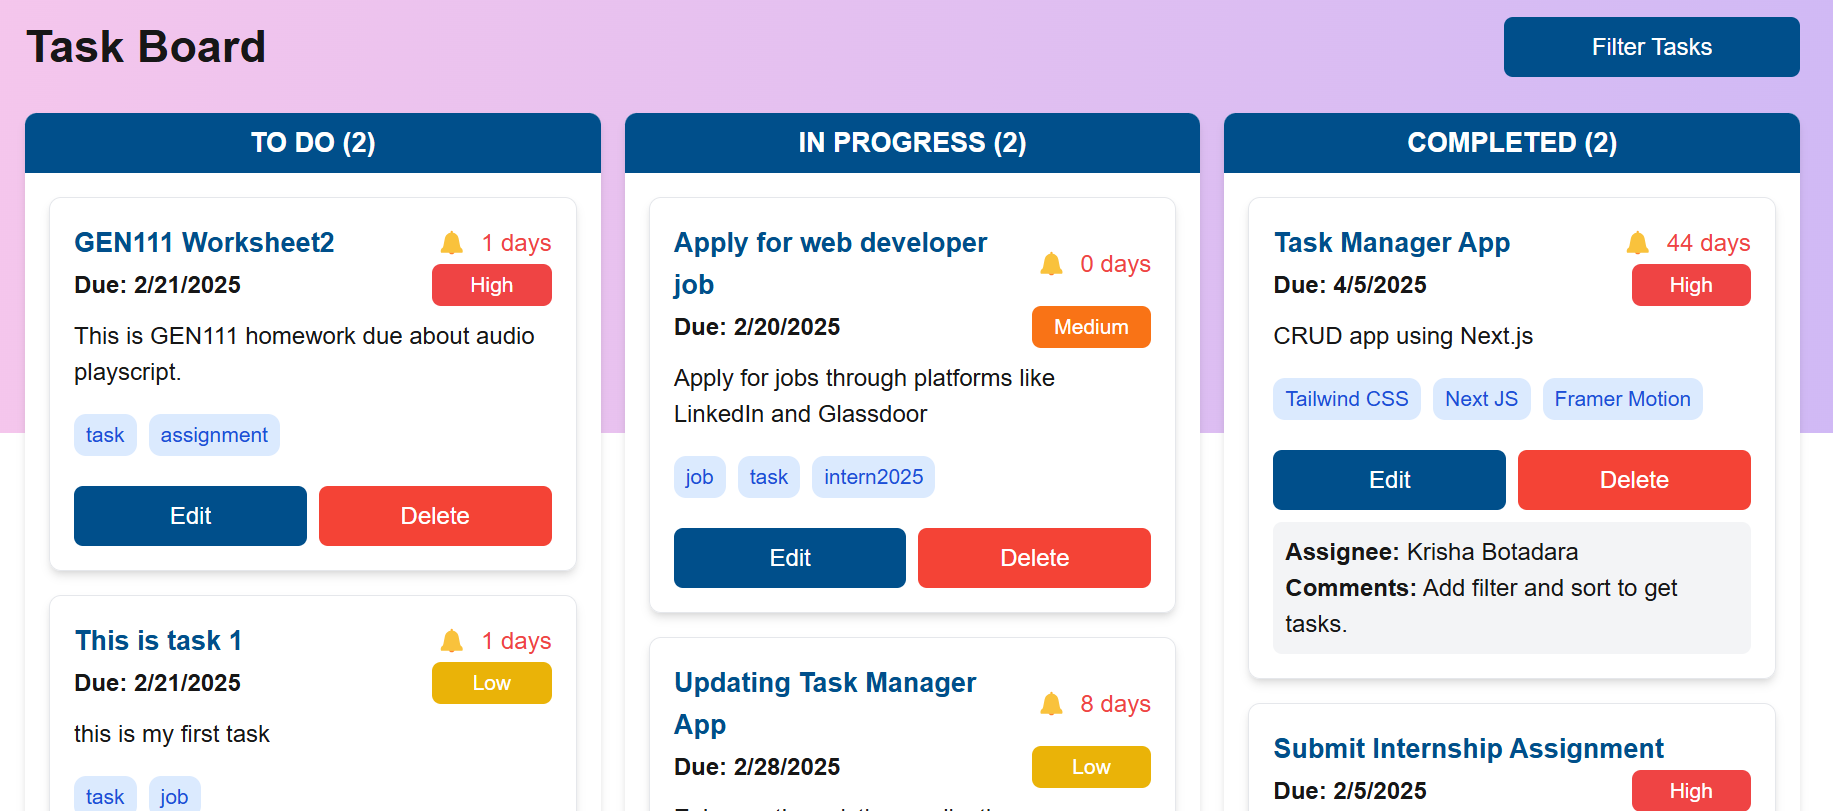 Task Board
Filter Tasks
TO DO (2)
GEN111 Worksheet2
1 days
Due: 2/21/2025
High
This is GEN111 homework due about audio
playscript.
task
assignment
Edit
Delete
This is task 1
1 days
Due: 2/21/2025
Low
this is my first task
task
job
IN PROGRESS (2)
Apply for web developer
job
0 days
Due: 2/20/2025
Medium
Apply for jobs through platforms like
LinkedIn and Glassdoor
job
task
intern2025
Edit
Delete
Updating Task Manager
App
8 days
Due: 2/28/2025
Low
COMPLETED (2)
Task Manager App
44 days
Due: 4/5/2025
High
CRUD app using Next.js
Tailwind CSS
Next JS
Framer Motion
Edit
Delete
Assignee: Krisha Botadara
Comments: Add filter and sort to get
tasks.
Submit Internship Assignment
Due: 2/5/2025
High